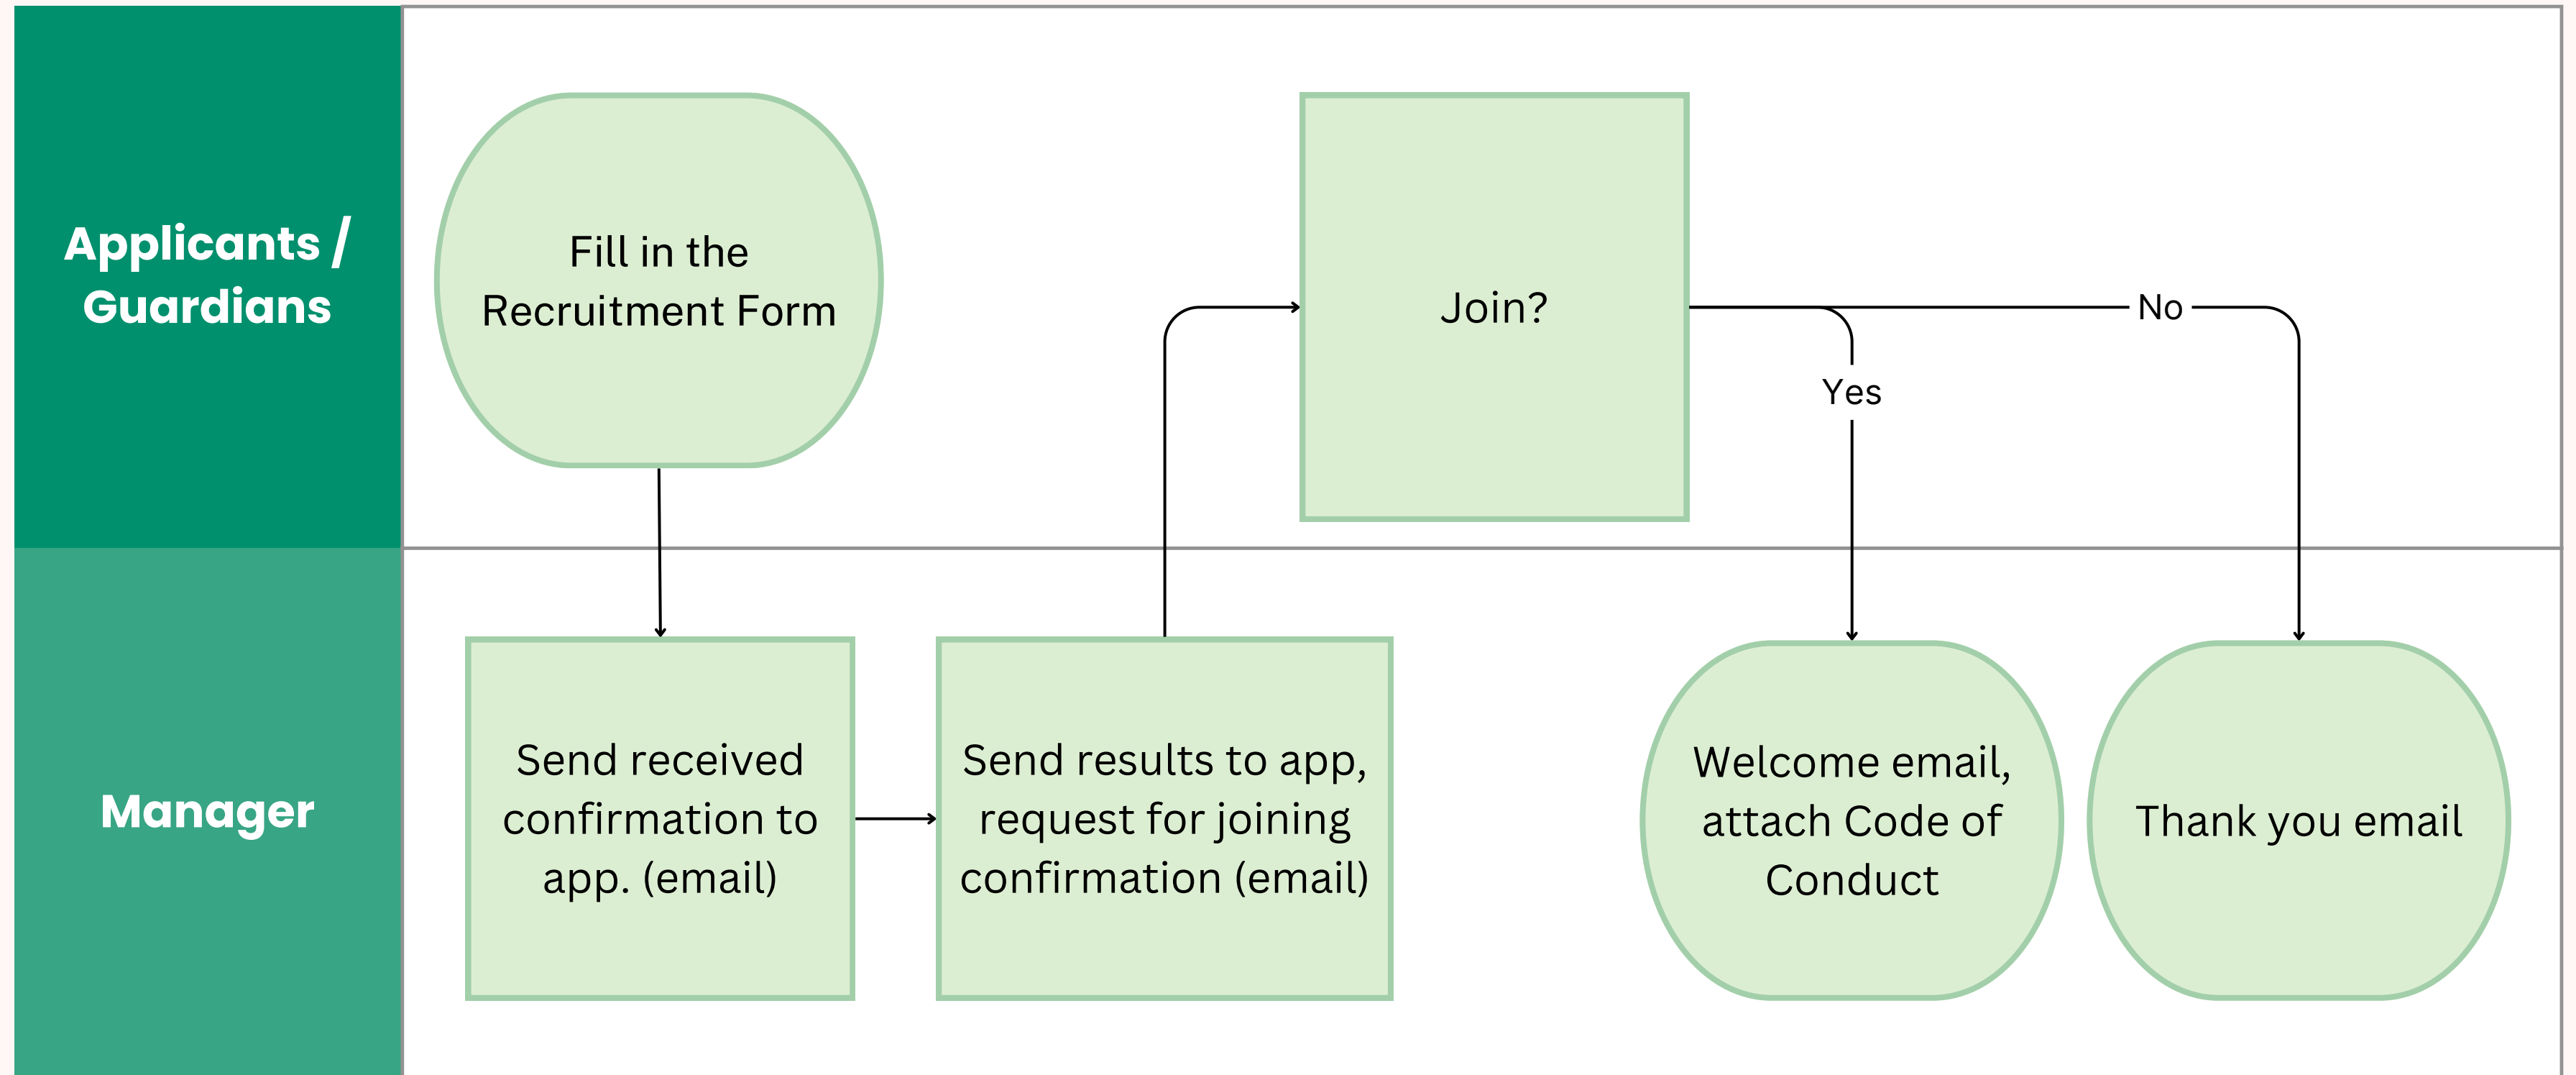 Applicants /
Guardians
Fill in the
Recruitment Form
Join?
No
Yes
Manager
Send received
confirmation to
app. (email)
Send results to app,
request for joining
confirmation (email)
Welcome email,
attach Code of
Conduct
Thank you email